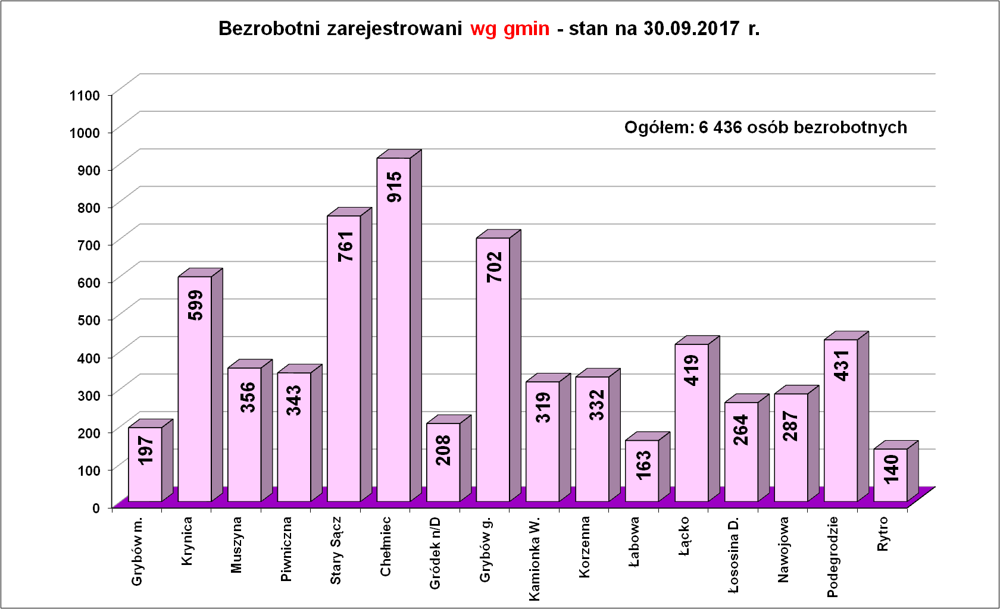 Bezrobotni zarejestrowani wg gmin - stan na 30.09.2017 r.
Ogółem: 6 436 osób bezrobotnych
1100
1000
900
800
700
600
500
400
300
200
100
0
197
599
356
343
761
915
208
702
319
332
163
419
264
287
431
140
Grybów m.
Krynica
Muszyna
Piwniczna
Stary Sącz
Chełmiec
Gródek n/D
Grybów g.
Kamionka W.
Korzenna
Łabowa
Łącko
Łososina D.
Nawojowa
Podegrodzie
Rytro